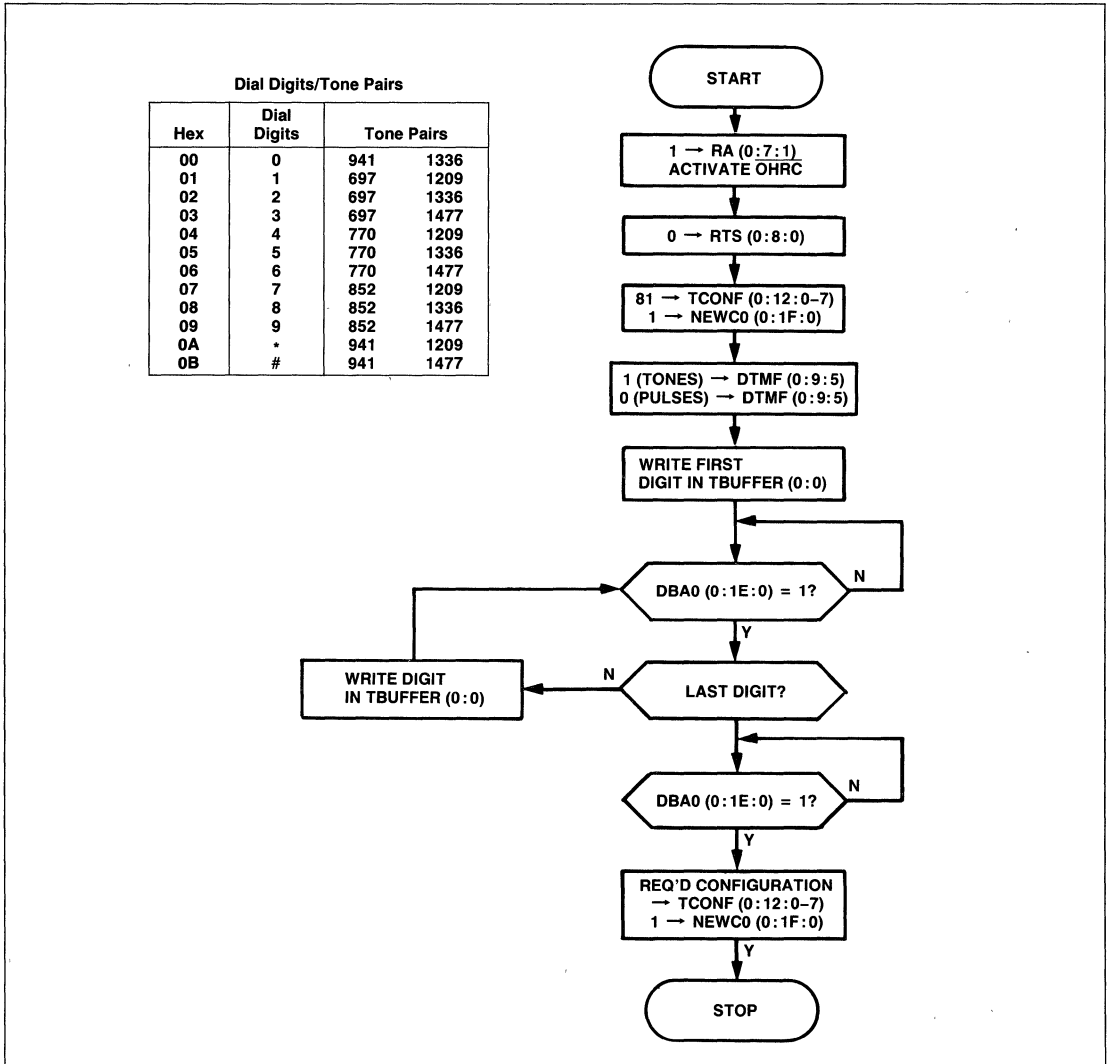 Dial Digits/Tone Pairs
Hex Dial Digits Tone Pairs
00 0 941 1336
01 1 697 1209
02 2 697 1336
03 3 697 1477
04 4 770 1209
05 5 770 1336
06 6 770 1477
07 7 852 1209
08 8 852 1336
09 9 852 1477
0A * 941 1209
0B # 941 1477
START
1 → RA (0:7:1)
ACTIVATE OHRC
0 → RTS (0:8:0)
81 → TCONF (0:12:0–7)
1 → NEWC0 (0:1F:0)
1 (TONES) → DTMF (0:9:5)
0 (PULSES) → DTMF (0:9:5)
WRITE FIRST
DIGIT IN TBUFFER (0:0)
DBA0 (0:1E:0) = 1?
N
Y
LAST DIGIT?
N
WRITE DIGIT
IN TBUFFER (0:0)
DBA0 (0:1E:0) = 1?
N
Y
REQ'D CONFIGURATION
→ TCONF (0:12:0–7)
1 → NEWC0 (0:1F:0)
Y
STOP